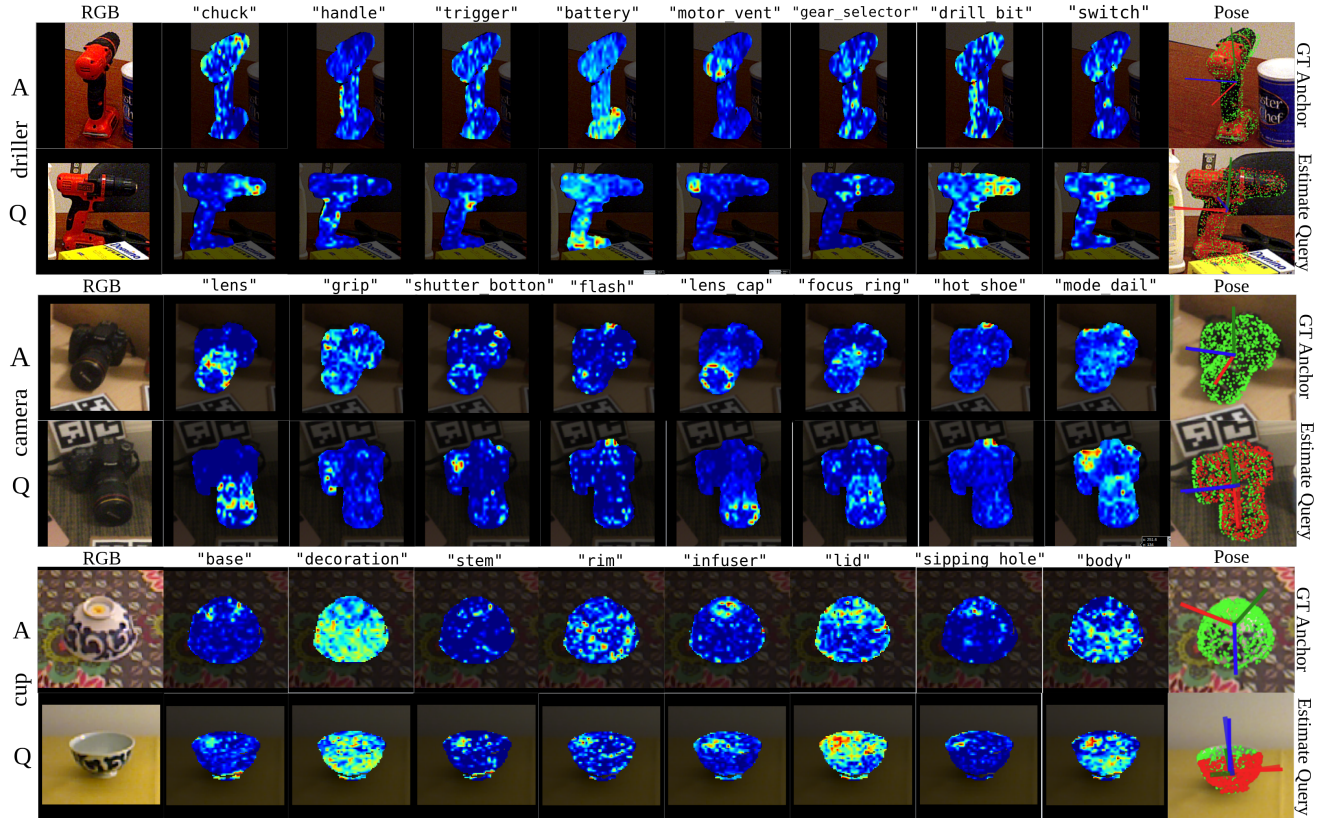 RGB "chuck" "handle" "trigger" "battery" "motor_vent" "gear_selector" "drill_bit" "switch" Pose
A
driller
Q
GT Anchor
Estimate Query
RGB "lens" "grip" "shutter_botton" "flash" "lens_cap" "focus_ring" "hot_shoe" "mode_dail" Pose
A
camera
Q
GT Anchor
Estimate Query
RGB "base" "decoration" "stem" "rim" "infuser" "lid" "sipping hole" "body" Pose
A
cup
Q
GT Anchor
Estimate Query